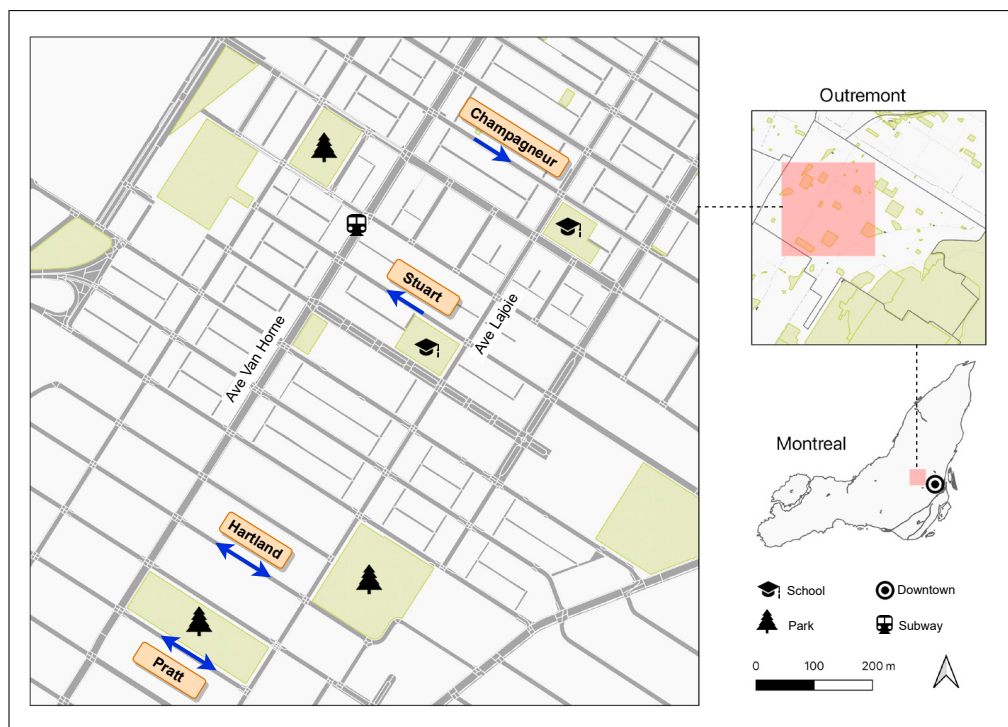 Champagneur
Stuart
Ave Lajoie
Ave Van Horne
Hartland
Pratt
Outremont
Montreal
School
Downtown
Park
Subway
0 100 200 m